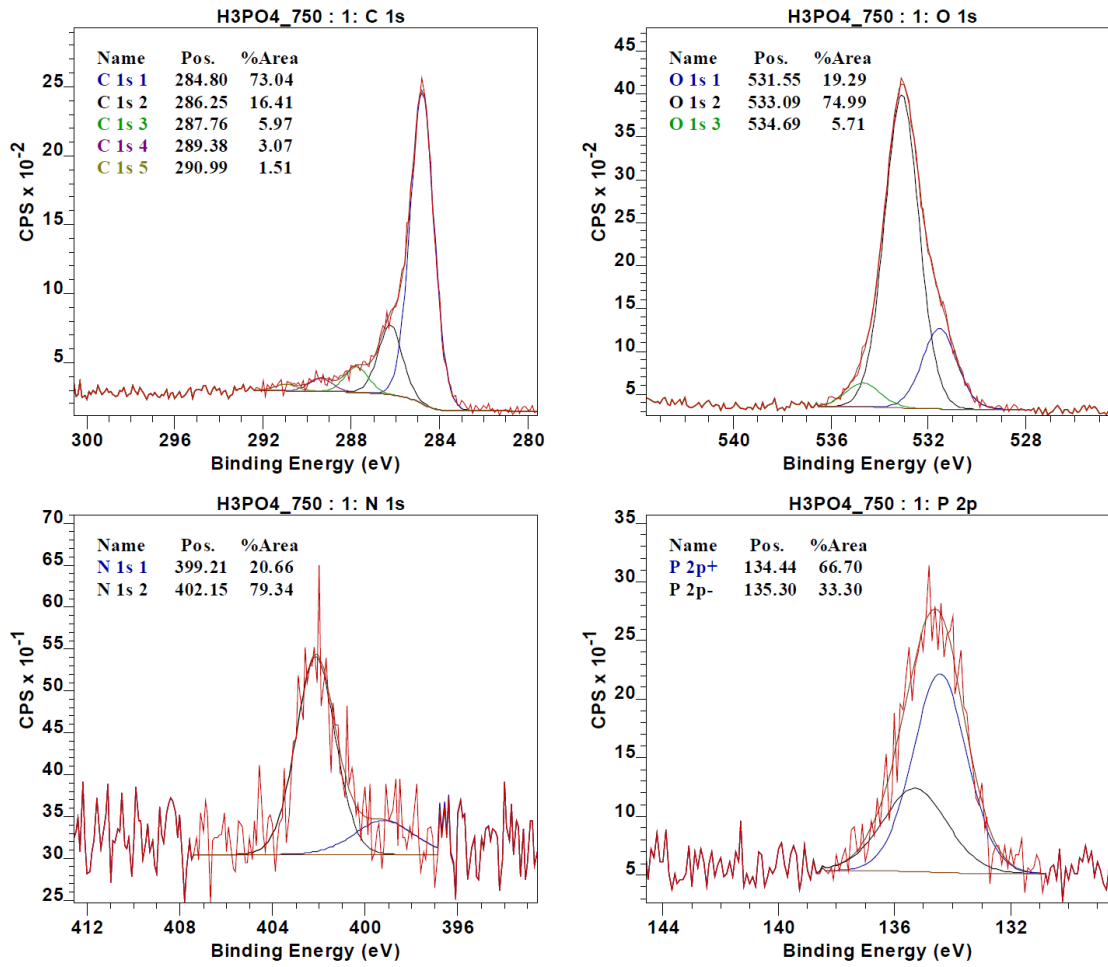 H3PO4_750 : 1: C 1s
CPS x 10⁻²
25
20
15
10
5
Name Pos. %Area
C 1s 1 284.80 73.04
C 1s 2 286.25 16.41
C 1s 3 287.76 5.97
C 1s 4 289.38 3.07
C 1s 5 290.99 1.51
300 296 292 288 284 280
Binding Energy (eV)
H3PO4_750 : 1: O 1s
CPS x 10⁻²
45
40
35
30
25
20
15
10
5
Name Pos. %Area
O 1s 1 531.55 19.29
O 1s 2 533.09 74.99
O 1s 3 534.69 5.71
540 536 532 528
Binding Energy (eV)
H3PO4_750 : 1: N 1s
CPS x 10⁻¹
70
65
60
55
50
45
40
35
30
25
Name Pos. %Area
N 1s 1 399.21 20.66
N 1s 2 402.15 79.34
412 408 404 400 396
Binding Energy (eV)
H3PO4_750 : 1: P 2p
CPS x 10⁻¹
35
30
25
20
15
10
5
Name Pos. %Area
P 2p+ 134.44 66.70
P 2p- 135.30 33.30
144 140 136 132
Binding Energy (eV)